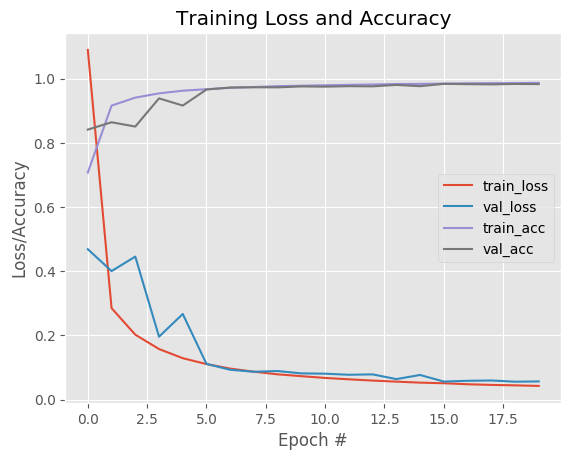 Training Loss and Accuracy
Loss/Accuracy
1.0
0.8
0.6
0.4
0.2
0.0
train_loss
val_loss
train_acc
val_acc
0.0 2.5 5.0 7.5 10.0 12.5 15.0 17.5
Epoch #